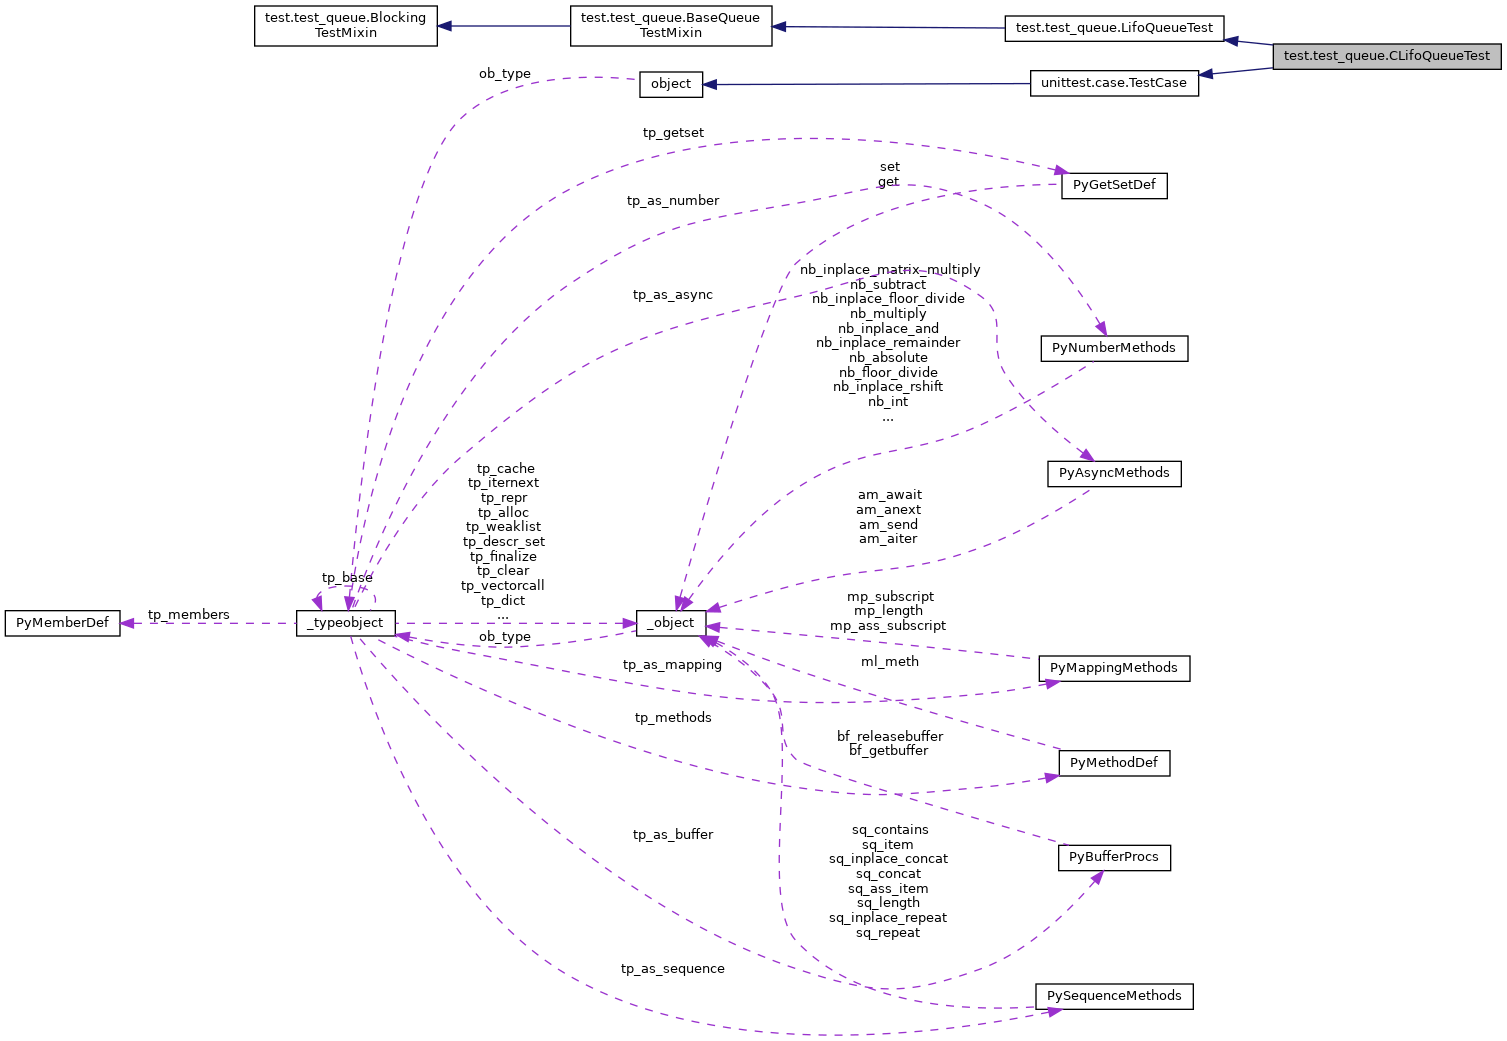 test.test_queue.Blocking
TestMixin
test.test_queue.BaseQueue
TestMixin
test.test_queue.LifoQueueTest
test.test_queue.CLifoQueueTest
ob_type
object
unittest.case.TestCase
tp_getset
set
get
PyGetSetDef
tp_as_number
tp_as_async
nb_inplace_matrix_multiply
nb_subtract
nb_inplace_floor_divide
nb_multiply
nb_inplace_and
nb_inplace_remainder
nb_absolute
nb_floor_divide
nb_inplace_rshift
nb_int
...
PyNumberMethods
PyAsyncMethods
tp_cache
tp_iternext
tp_repr
tp_alloc
tp_weaklist
tp_descr_set
tp_finalize
tp_clear
tp_vectorcall
tp_dict
...
am_await
am_anext
am_send
am_aiter
tp_base
PyMemberDef
tp_members
_typeobject
_object
ob_type
mp_subscript
mp_length
mp_ass_subscript
tp_as_mapping
ml_meth
PyMappingMethods
tp_methods
bf_releasebuffer
bf_getbuffer
PyMethodDef
tp_as_buffer
sq_contains
sq_item
sq_inplace_concat
sq_concat
sq_ass_item
sq_length
sq_inplace_repeat
sq_repeat
PyBufferProcs
tp_as_sequence
PySequenceMethods